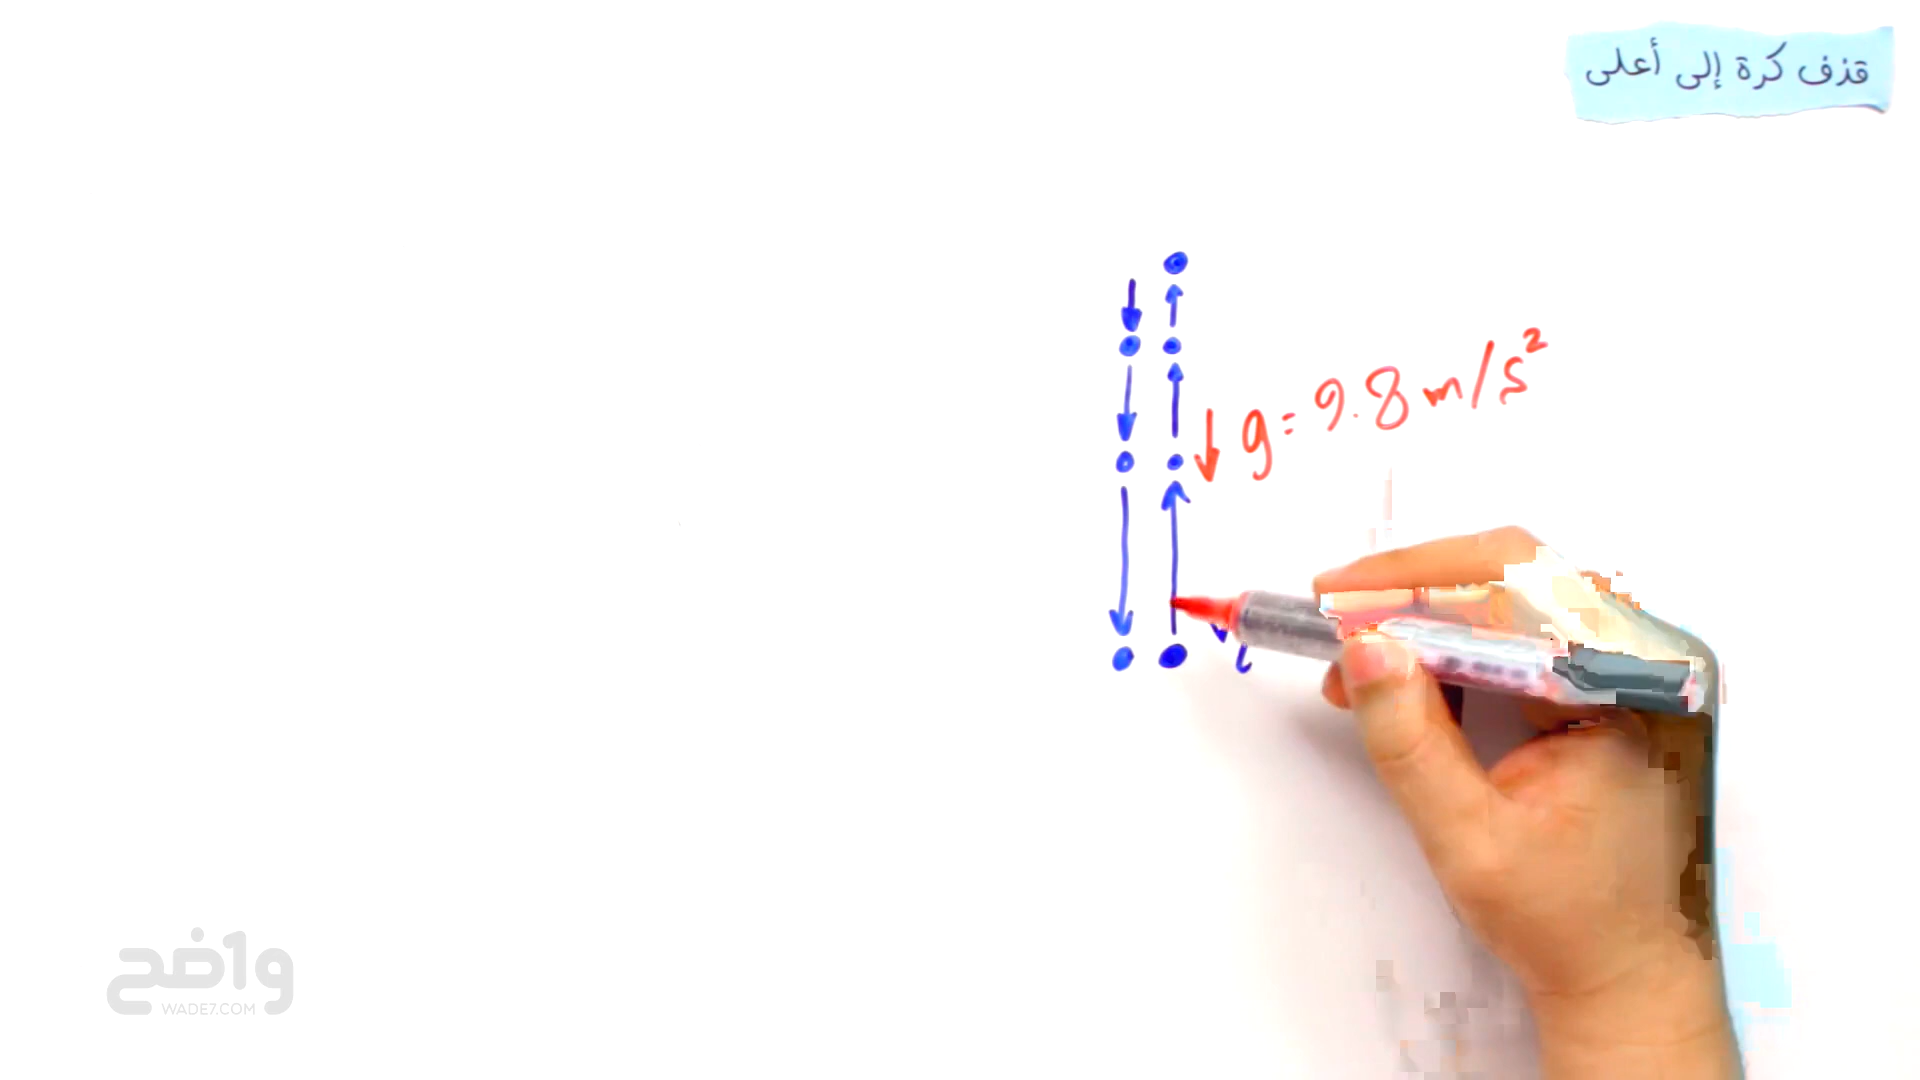 قذف كرة إلى أعلى
g = 9.8 m/s²
واضح
WADE7.COM